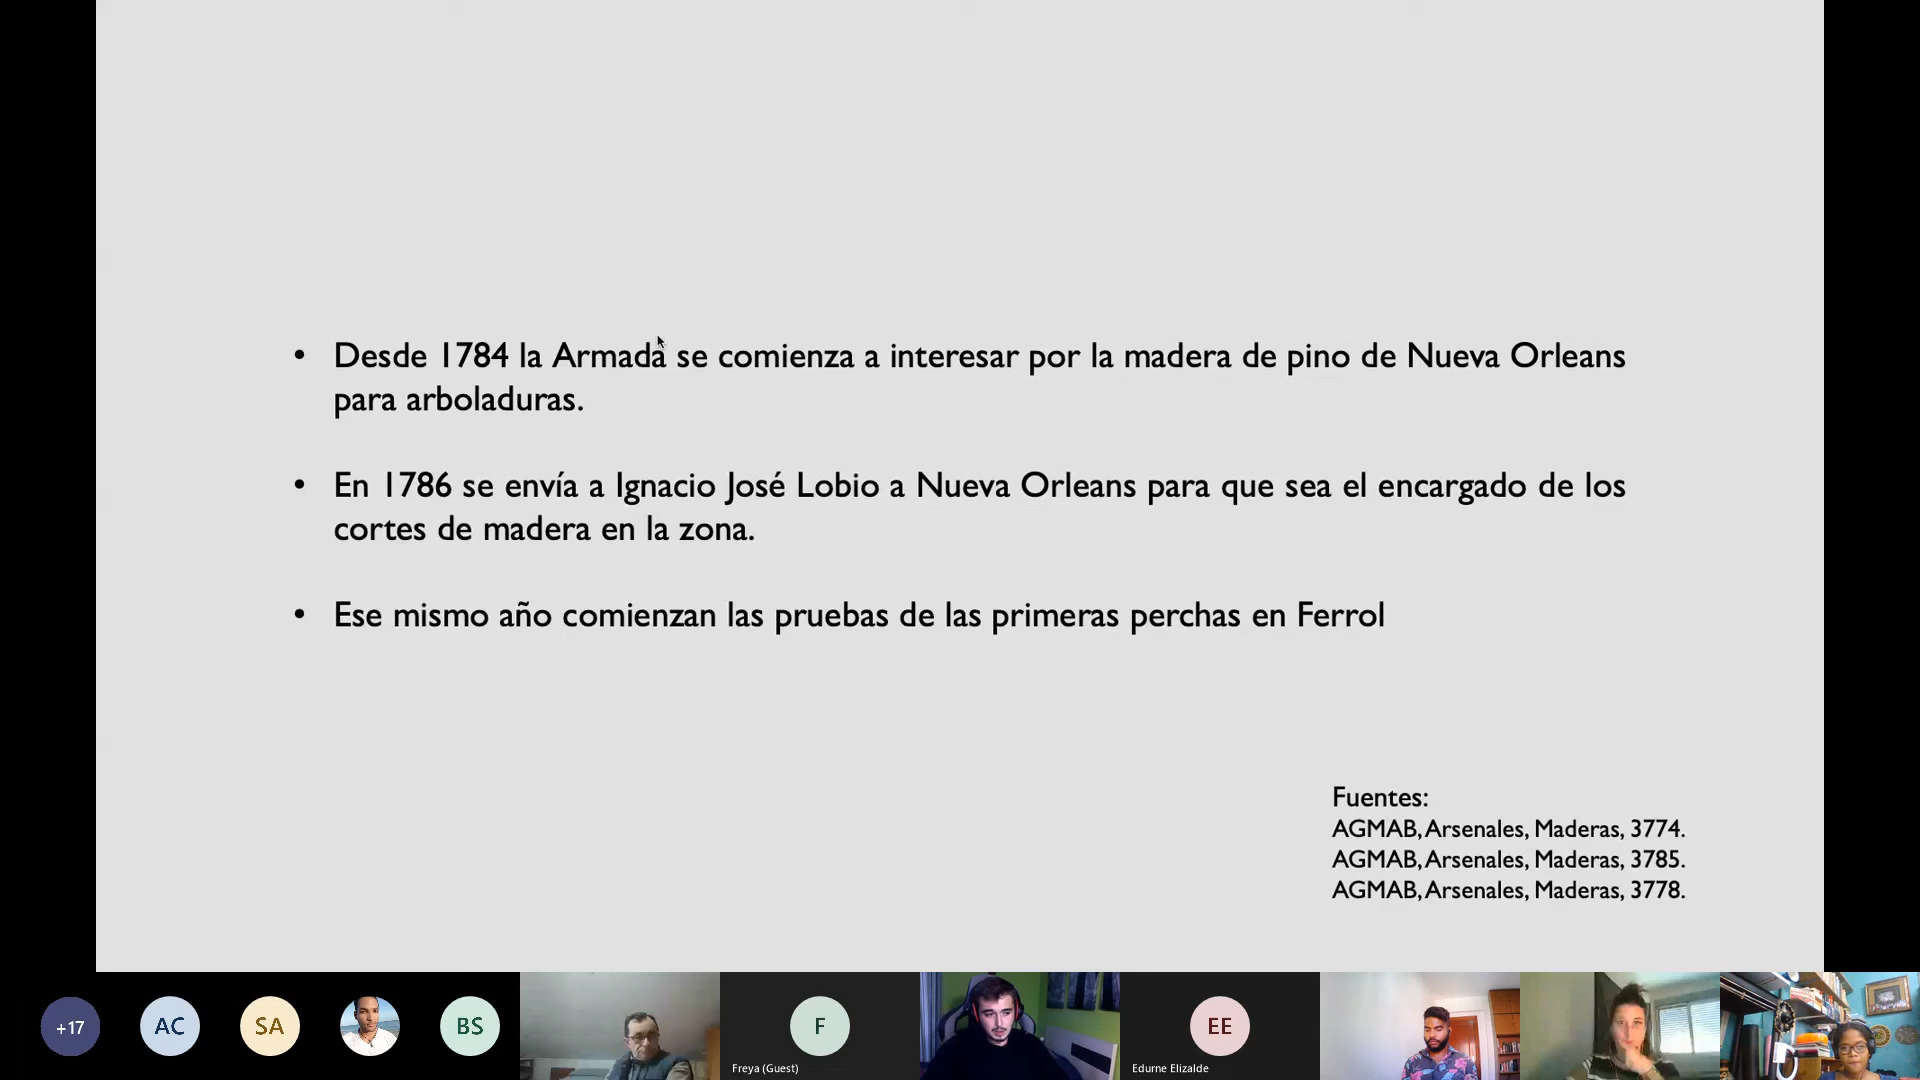 • Desde 1784 la Armada se comienza a interesar por la madera de pino de Nueva Orleans
para arboladuras.
• En 1786 se envía a Ignacio José Lobio a Nueva Orleans para que sea el encargado de los
cortes de madera en la zona.
• Ese mismo año comienzan las pruebas de las primeras perchas en Ferrol
Fuentes:
AGMAB, Arsenales, Maderas, 3774.
AGMAB, Arsenales, Maderas, 3785.
AGMAB, Arsenales, Maderas, 3778.
+17
AC
SA
BS
F
EE
Freya (Guest)
Edurne Elizalde